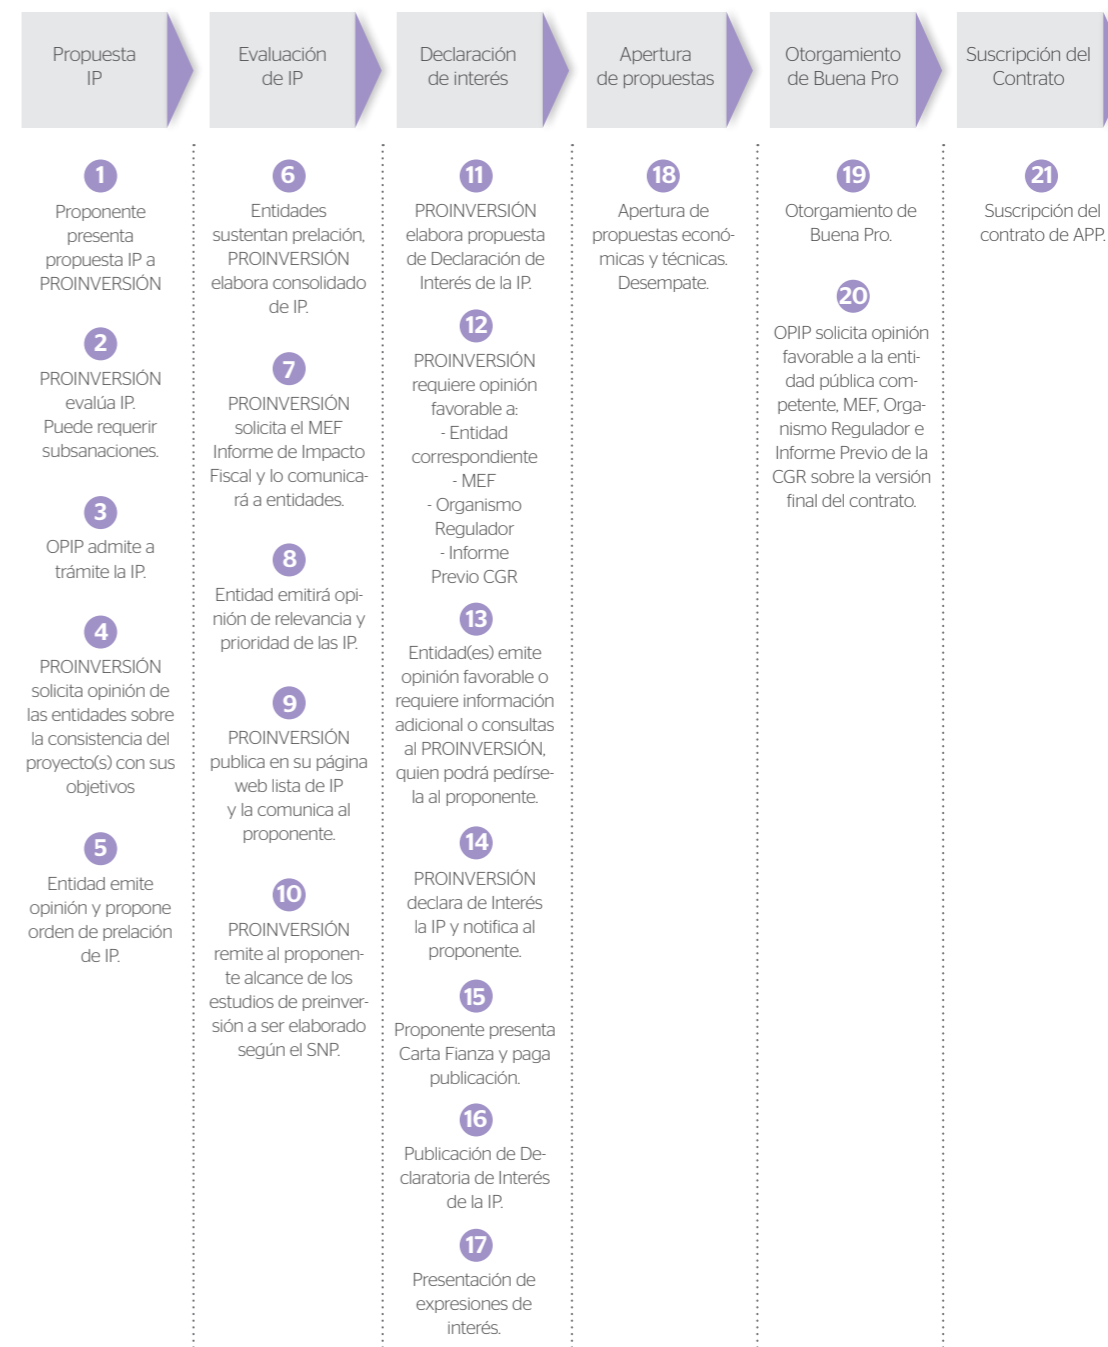 Propuesta
IP
Evaluación
de IP
Declaración
de interés
Apertura
de propuestas
Otorgamiento
de Buena Pro
Suscripción del
Contrato
1
Proponente
presenta
propuesta IP a
PROINVERSIÓN
2
PROINVERSIÓN
evalúa IP.
Puede requerir
subsanaciones.
3
OPIP admite a
trámite la IP.
4
PROINVERSIÓN
solicita opinión de
las entidades sobre
la consistencia del
proyecto(s) con sus
objetivos
5
Entidad emite
opinión y propone
orden de prelación
de IP.
6
Entidades
sustentan prelación,
PROINVERSIÓN
elabora consolidado
de IP.
7
PROINVERSIÓN
solicita el MEF
Informe de Impacto
Fiscal y lo comunica-
rá a entidades.
8
Entidad emitirá opi-
nión de relevancia y
prioridad de las IP.
9
PROINVERSIÓN
publica en su página
web lista de IP
y la comunica al
proponente.
10
PROINVERSIÓN
remite al proponen-
te alcance de los
estudios de preinver-
sión a ser elaborado
según el SNP.
11
PROINVERSIÓN
elabora propuesta
de Declaración de
Interés de la IP.
12
PROINVERSIÓN
requiere opinión
favorable a:
- Entidad
correspondiente
- MEF
- Organismo
Regulador
- Informe
Previo CGR
13
Entidad(es) emite
opinión favorable o
requiere información
adicional o consultas
al PROINVERSIÓN,
quien podrá pedírse-
la al proponente.
14
PROINVERSIÓN
declara de Interés
la IP y notifica al
proponente.
15
Proponente presenta
Carta Fianza y paga
publicación.
16
Publicación de De-
claratoria de Interés
de la IP.
17
Presentación de
expresiones de
interés.
18
Apertura de
propuestas econó-
micas y técnicas.
Desempate.
19
Otorgamiento de
Buena Pro.
20
OPIP solicita opinión
favorable a la enti-
dad pública com-
petente, MEF, Orga-
nismo Regulador e
Informe Previo de la
CGR sobre la versión
final del contrato.
21
Suscripción del
contrato de APP.